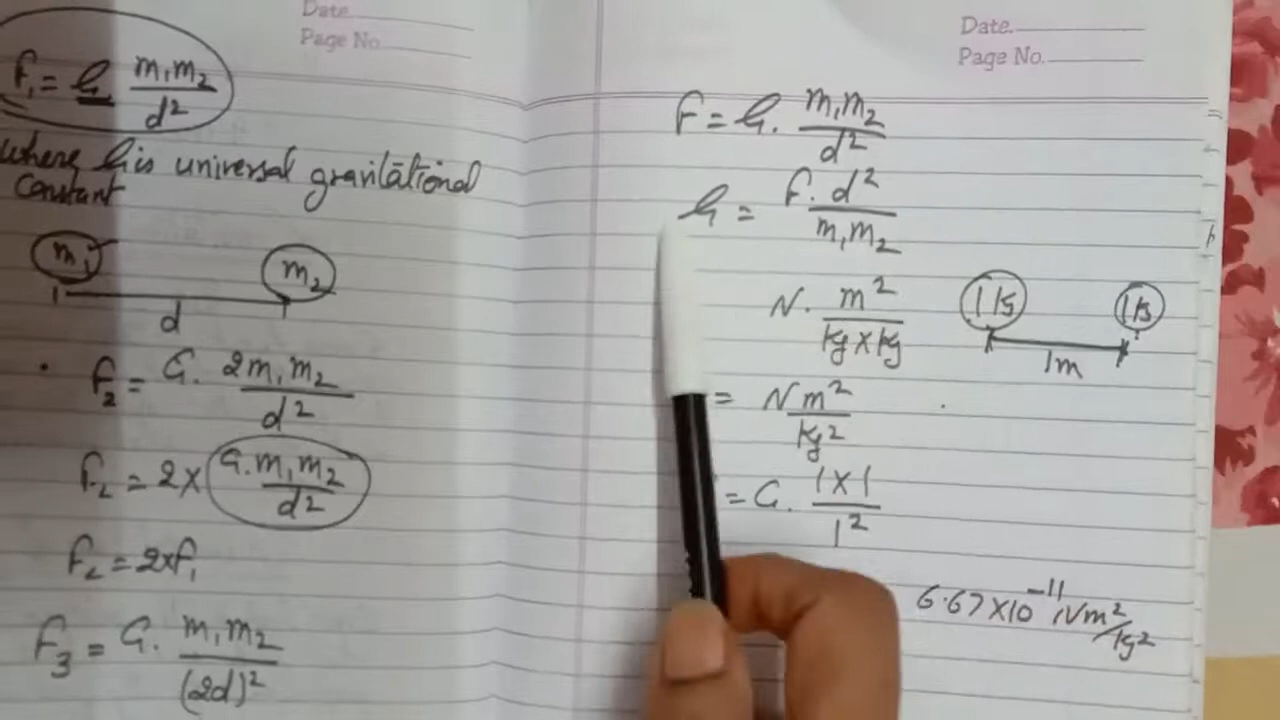 Date
Page No
F₁ = G m₁m₂/d²
where G is universal gravitational
constant
m₁ m₂
d
F₂ = G. 2m₁m₂/d²
F₂ = 2× G.m₁m₂/d²
F₂ = 2×F₁
F₃ = G. m₁m₂/(2d)²
Date.
Page No.
F = G. m₁m₂/d²
G = F.d²/m₁m₂
N. m²/kg×kg
1 1
1m
= Nm²/kg²
= G. 1×1/1²
6.67×10⁻¹¹ Nm²/kg²